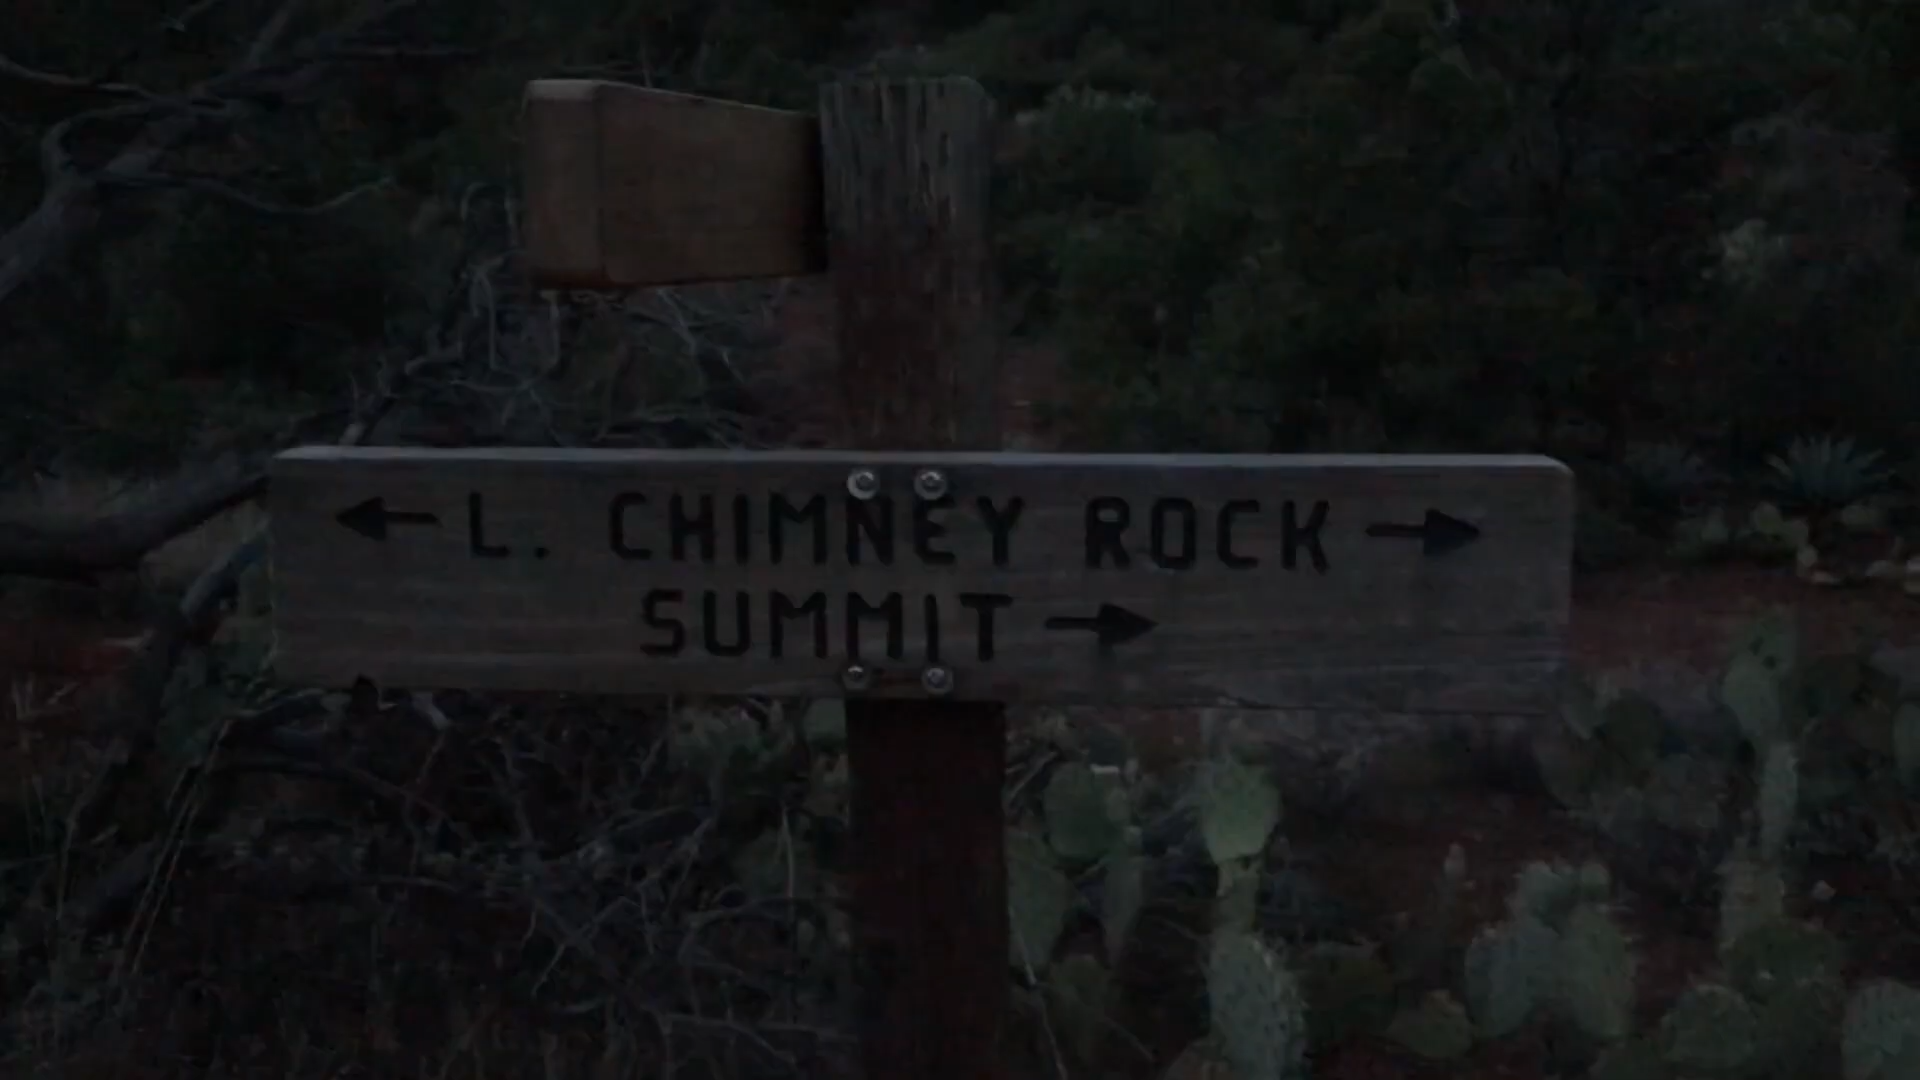 ← L. CHIMNEY ROCK →
SUMMIT →